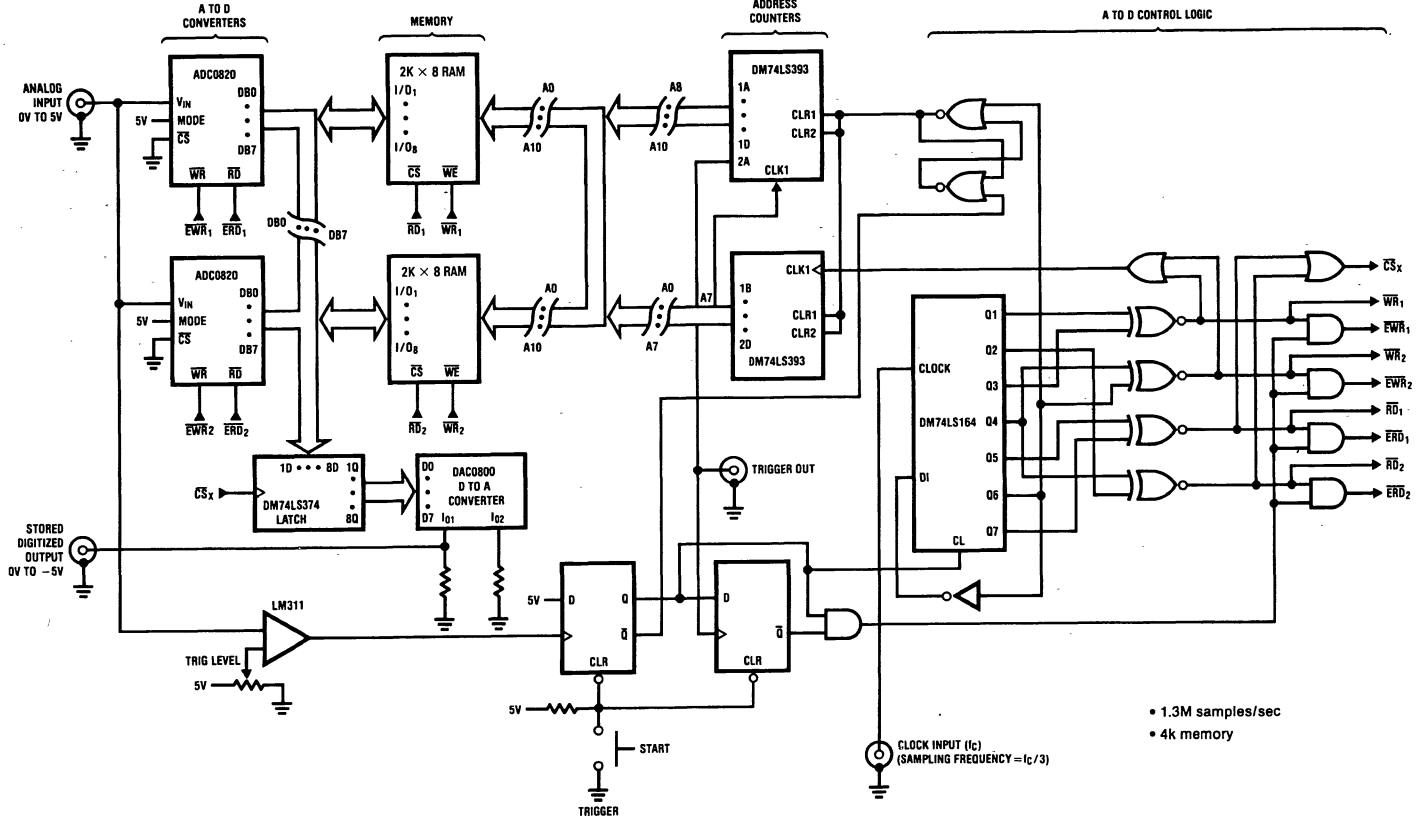 A TO D
CONVERTERS
MEMORY
ADDRESS
COUNTERS
A TO D CONTROL LOGIC
ANALOG
INPUT
0V TO 5V
ADC0820
VIN
5V
MODE
CS
DB0
DB7
WR
RD
EWR1
ERD1
2K × 8 RAM
I/O1
I/O8
CS
WE
RD1
WR1
A0
A10
A8
A10
DM74LS393
1A
1D
2A
CLR1
CLR2
CLK1
DB0
DB7
ADC0820
VIN
5V
MODE
CS
DB0
DB7
WR
RD
EWR2
ERD2
2K × 8 RAM
I/O1
I/O8
CS
WE
RD2
WR2
A0
A10
A0
A7
A7
CLK1
1B
2D
CLR1
CLR2
DM74LS393
CLOCK
DM74LS164
DI
CL
Q1
Q2
Q3
Q4
Q5
Q6
Q7
CSX
WR1
EWR1
WR2
EWR2
RD1
ERD1
RD2
ERD2
CSX
1D
8D
1Q
8Q
DM74LS374
LATCH
D0
D7
DAC0800
D TO A
CONVERTER
IO1
IO2
TRIGGER OUT
STORED
DIGITIZED
OUTPUT
0V TO −5V
LM311
TRIG LEVEL
5V
5V
D
Q
Q
CLR
D
Q
CLR
5V
START
TRIGGER
CLOCK INPUT (fC)
(SAMPLING FREQUENCY = fC/3)
• 1.3M samples/sec
• 4k memory